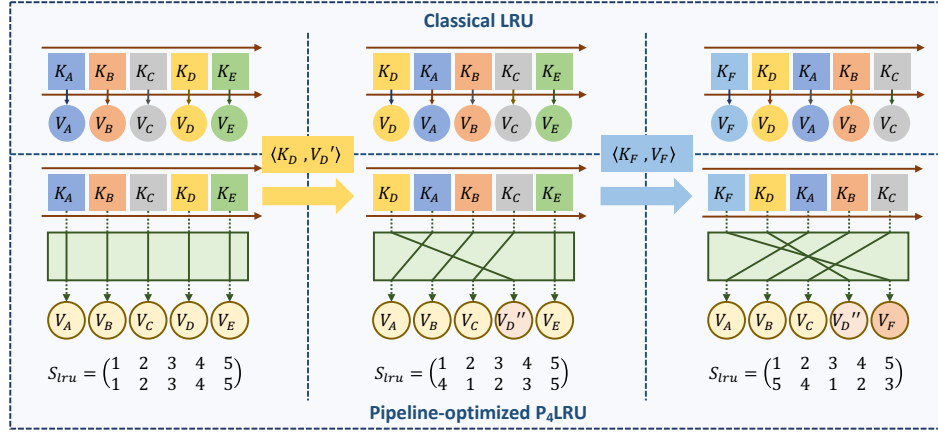 Classical LRU
K_A K_B K_C K_D K_E
V_A V_B V_C V_D V_E
⟨K_D , V_D′⟩
K_D K_A K_B K_C K_E
V_D V_A V_B V_C V_E
⟨K_F , V_F⟩
K_F K_D K_A K_B K_C
V_F V_D V_A V_B V_C
K_A K_B K_C K_D K_E
V_A V_B V_C V_D V_E
S_lru = (1 2 3 4 5
1 2 3 4 5)
K_D K_A K_B K_C K_E
V_A V_B V_C V_D″ V_E
S_lru = (1 2 3 4 5
4 1 2 3 5)
K_F K_D K_A K_B K_C
V_A V_B V_C V_D″ V_F
S_lru = (1 2 3 4 5
5 4 1 2 3)
Pipeline-optimized P₄LRU